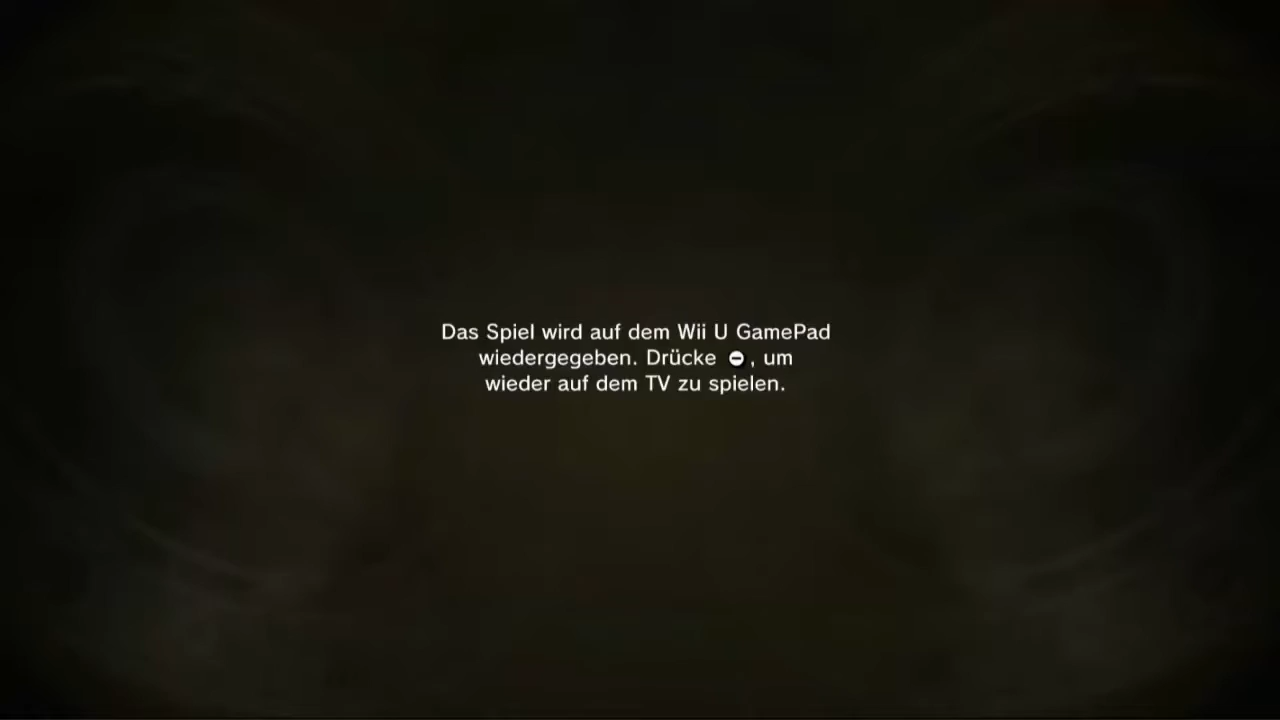 Das Spiel wird auf dem Wii U GamePad
wiedergegeben. Drücke ⊖, um
wieder auf dem TV zu spielen.